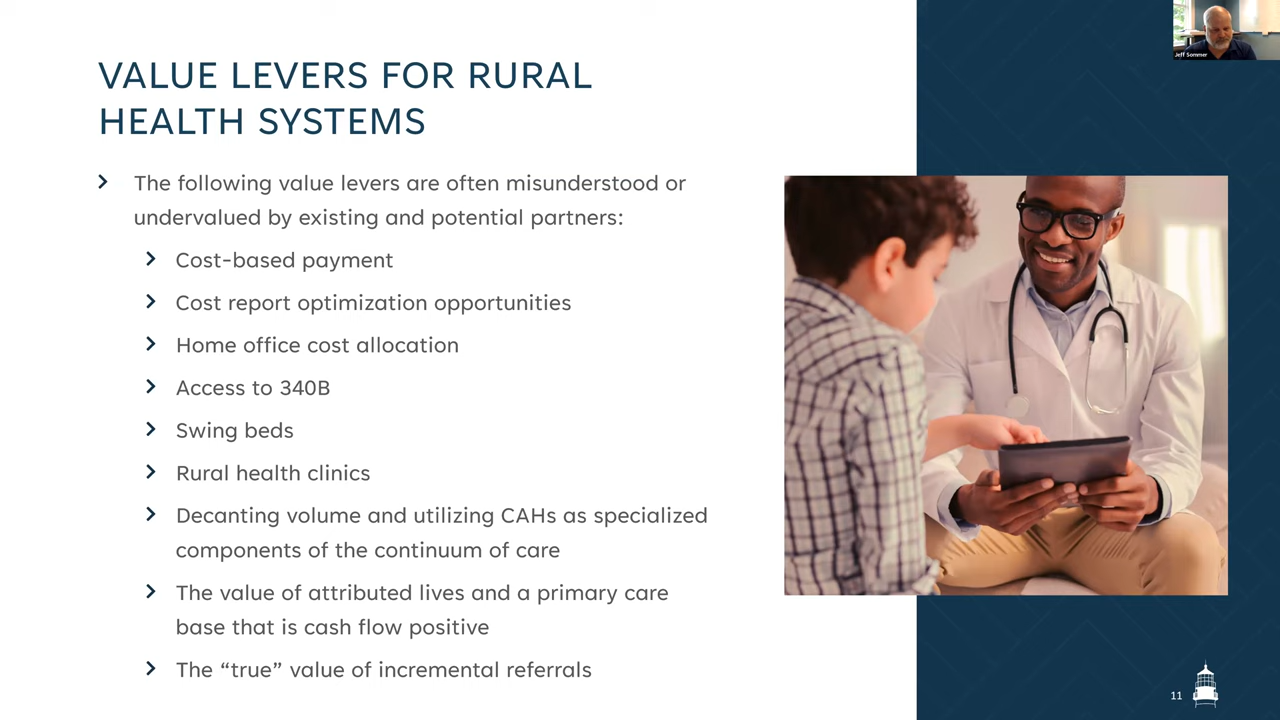 VALUE LEVERS FOR RURAL
HEALTH SYSTEMS
The following value levers are often misunderstood or
undervalued by existing and potential partners:
Cost-based payment
Cost report optimization opportunities
Home office cost allocation
Access to 340B
Swing beds
Rural health clinics
Decanting volume and utilizing CAHs as specialized
components of the continuum of care
The value of attributed lives and a primary care
base that is cash flow positive
The “true” value of incremental referrals
Jeff Sommer
11